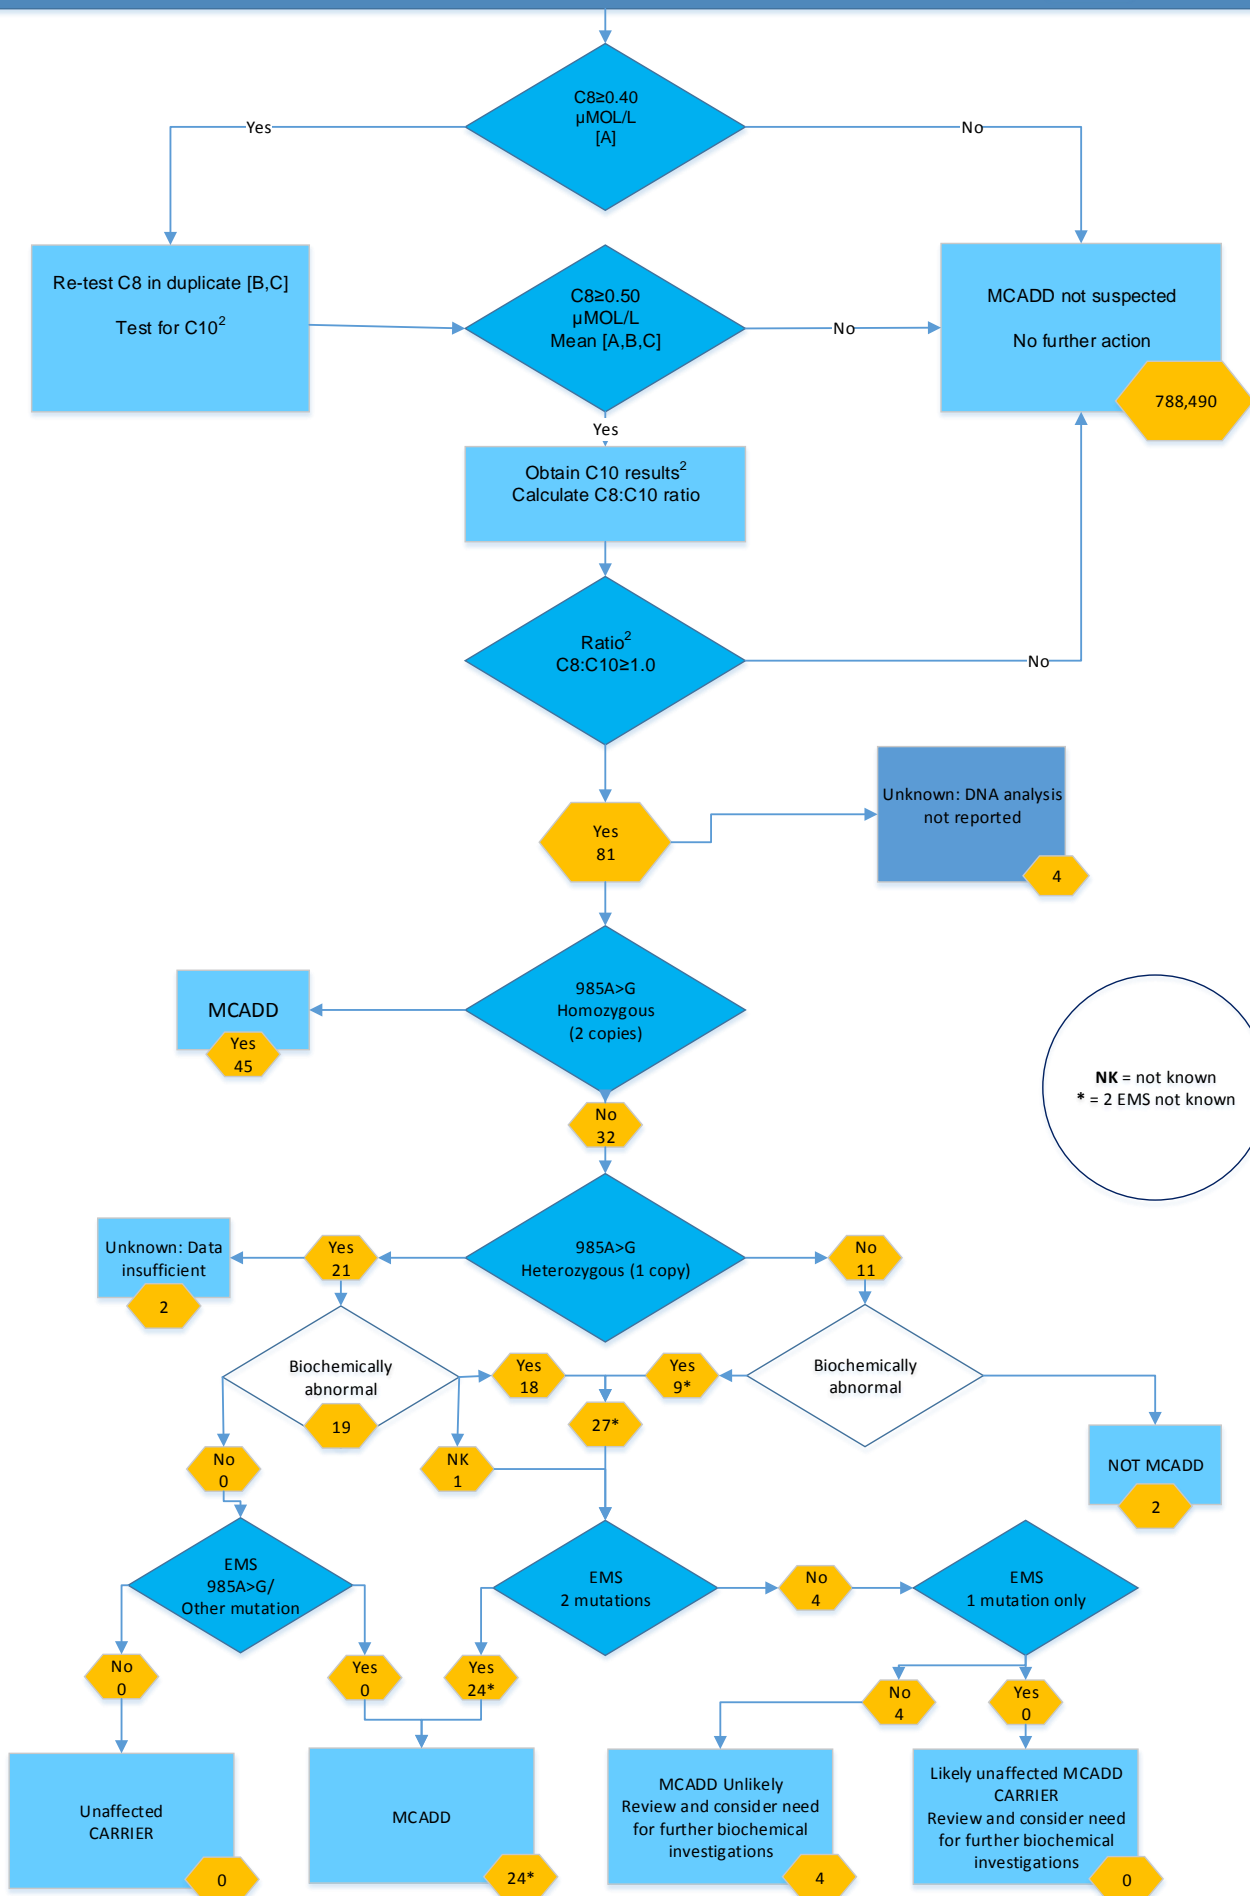 C8≥0.40
µMOL/L
[A]
Yes
No
Re-test C8 in duplicate [B,C]
Test for C10²
C8≥0.50
µMOL/L
Mean [A,B,C]
No
MCADD not suspected
No further action
788,490
Yes
Obtain C10 results²
Calculate C8:C10 ratio
Ratio²
C8:C10≥1.0
No
Yes
81
Unknown: DNA analysis
not reported
4
985A>G
Homozygous
(2 copies)
MCADD
Yes
45
NK = not known
* = 2 EMS not known
No
32
985A>G
Heterozygous (1 copy)
Unknown: Data
insufficient
2
Yes
21
No
11
Biochemically
abnormal
19
Yes
18
Yes
9*
Biochemically
abnormal
27*
No
0
NK
1
NOT MCADD
2
EMS
985A>G/
Other mutation
EMS
2 mutations
No
4
EMS
1 mutation only
No
0
Yes
0
Yes
24*
No
4
Yes
0
Unaffected
CARRIER
0
MCADD
24*
MCADD Unlikely
Review and consider need
for further biochemical
investigations
4
Likely unaffected MCADD
CARRIER
Review and consider need
for further biochemical
investigations
0